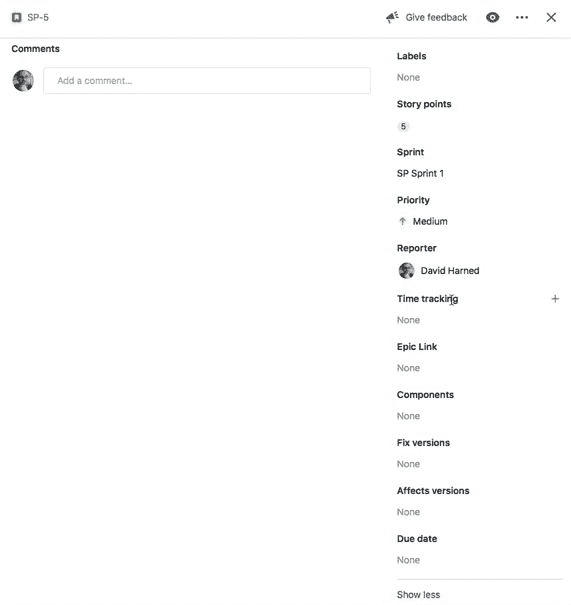 SP-5
Give feedback
Comments
Add a comment...
Labels
None
Story points
5
Sprint
SP Sprint 1
Priority
Medium
Reporter
David Harned
Time tracking
None
Epic Link
None
Components
None
Fix versions
None
Affects versions
None
Due date
None
Show less